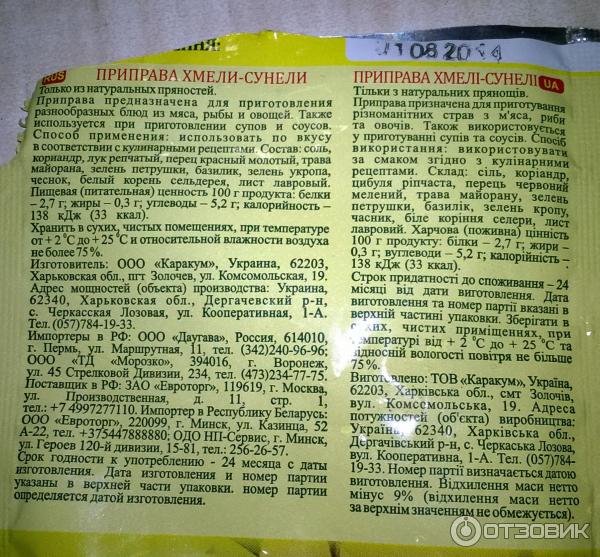 ЕНИЯ:
01 08 2014
RUS
ПРИПРАВА ХМЕЛИ-СУНЕЛИ
Только из натуральных пряностей.
Приправа предназначена для приготовления
разнообразных блюд из мяса, рыбы и овощей. Также
используется при приготовлении супов и соусов.
Способ применения: использовать по вкусу
в соответствии с кулинарными рецептами. Состав: соль,
кориандр, лук репчатый, перец красный молотый, трава
майорана, зелень петрушки, базилик, зелень укропа,
чеснок, белый корень сельдерея, лист лавровый.
Пищевая (питательная) ценность 100 г продукта: белки
– 2,7 г; жиры – 0,3 г; углеводы – 5,2 г; калорийность –
138 кДж (33 ккал).
Хранить в сухих, чистых помещениях, при температуре
от + 2 °С до +25 °С и относительной влажности воздуха
не более 75%.
Изготовитель: ООО «Каракум», Украина, 62203,
Харьковская обл., пгт Золочев, ул. Комсомольская, 19.
Адрес мощностей (объекта) производства: Украина,
62340, Харьковская обл., Дергачевский р-н,
с. Черкасская Лозовая, ул. Кооперативная, 1-А.
Тел. (057)784-19-33.
Импортеры в РФ: ООО «Даугава», Россия, 614010,
г. Пермь, ул. Маршрутная, 11, тел. (342)240-96-96;
ООО «ТД «Морозко», 394016, г. Воронеж,
ул. 45 Стрелковой Дивизии, 234, тел. (473)234-77-75.
Поставщик в РФ: ЗАО «Евроторг», 119619, г. Москва,
ул. Производственная, д. 11, стр. 1,
тел.: +7 4997277110. Импортер в Республику Беларусь:
ООО «Евроторг», 220099, г. Минск, ул. Казинца, 52
А-22, тел. +375447888880; ОДО НП-Сервис, г. Минск,
ул. Героев 120-й дивизии, 15-81, тел.: 256-26-57.
Срок годности к употреблению - 24 месяца с даты
изготовления. Дата изготовления и номер партии
указаны в верхней части упаковки. номер партии
определяется датой изготовления.
ПРИПРАВА ХМЕЛІ-СУНЕЛІ
UA
Тільки з натуральних прянощів.
Приправа призначена для приготування
різноманітних страв з м'яса, риби
та овочів. Також використовується
у приготуванні супів та соусів. Спосіб
використання: використовувати
за смаком згідно з кулінарними
рецептами. Склад: сіль, коріандр,
цибуля ріпчаста, перець червоний
мелений, трава майорану, зелень
петрушки, базилік, зелень кропу,
часник, біле коріння селери, лист
лавровий. Харчова (поживна) цінність
100 г продукту: білки – 2,7 г; жири –
0,3 г; вуглеводи – 5,2 г; калорійність –
138 кДж (33 ккал).
Строк придатності до споживання – 24
місяці від дати виготовлення. Дата
виготовлення та номер партії вказані в
верхній частині упаковки. Зберігати в
сухих, чистих приміщеннях, при
температурі від + 2 °С до + 25 °С та
відносній вологості повітря не більше
75%.
Виготовлено: ТОВ «Каракум», Україна,
62203, Харківська обл., смт Золочів,
вул. Комсомольська, 19. Адреса
потужностей (об'єкта) виробництва:
Україна, 62340, Харківська обл.,
Дергачівський р-н, с. Черкаська Лозова,
вул. Кооперативна, 1-А. Тел. (057)784-
19-33. Номер партії визначається датою
виготовлення. Відхилення маси нетто
мінус 9% (відхилення маси нетто
за верхнім значенням не обмежується).
ОТЗОВИК